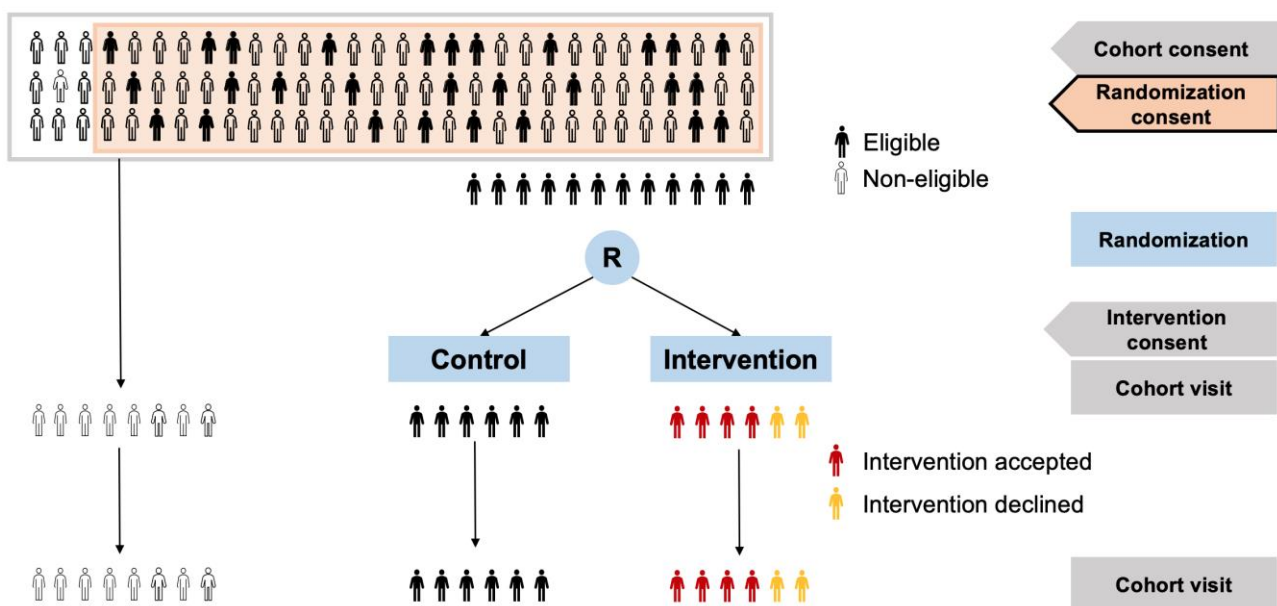 Cohort consent
Randomization
consent
Eligible
Non-eligible
Randomization
R
Intervention
consent
Control
Intervention
Cohort visit
Intervention accepted
Intervention declined
Cohort visit